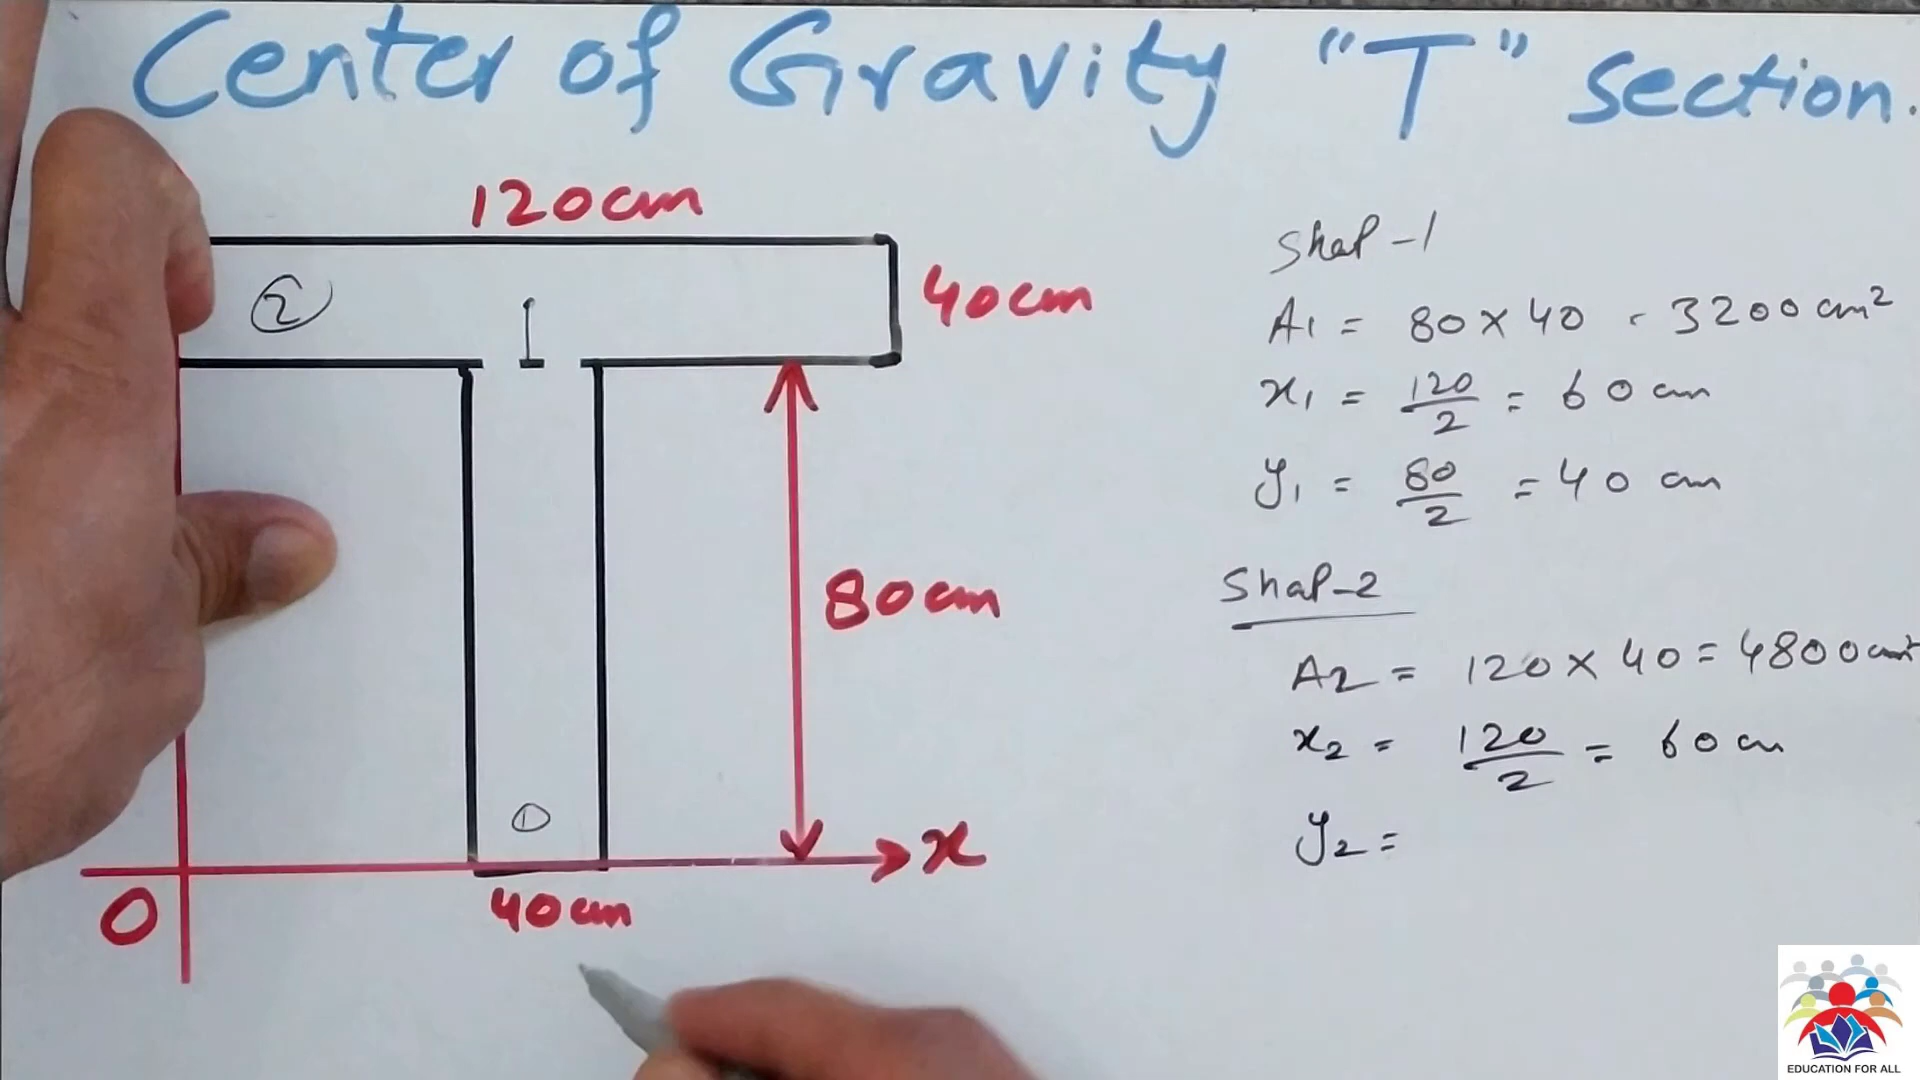 Center of Gravity "T" section.
120cm
40cm
2
80cm
1
x
O
40cm
Shap-1
A1 = 80 x 40 = 3200 cm²
x1 = 120/2 = 60 cm
y1 = 80/2 = 40 cm
Shap-2
A2 = 120 x 40 = 4800 cm²
x2 = 120/2 = 60 cm
y2 =
EDUCATION FOR ALL